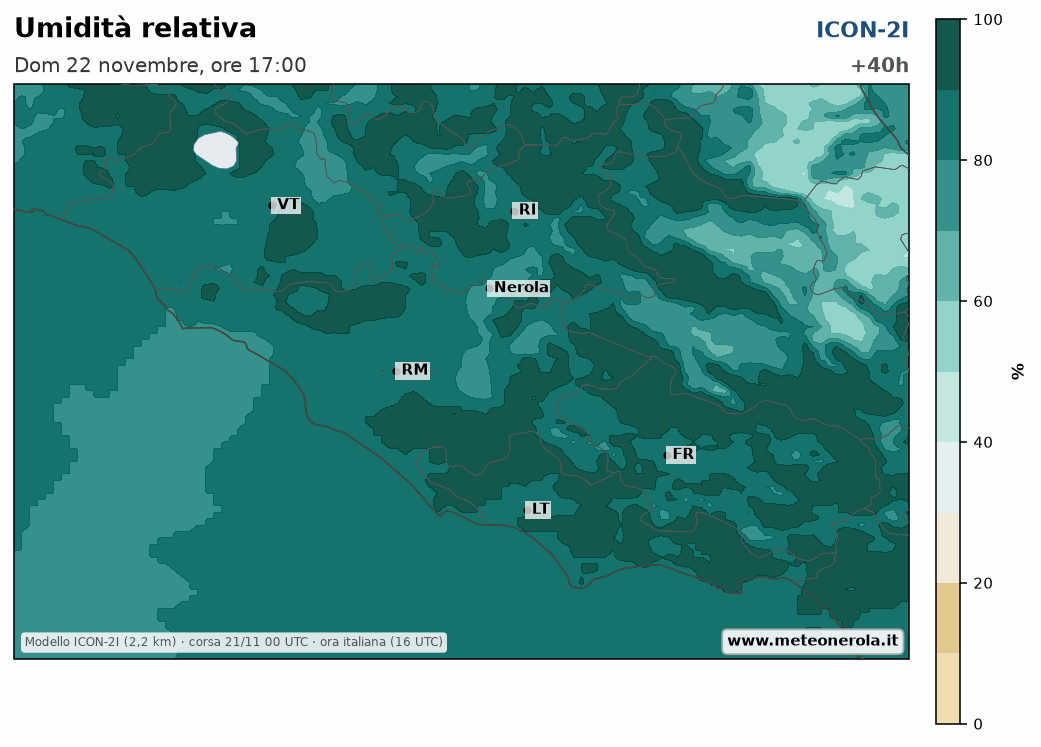 Umidità relativa
ICON-2I
Dom 22 novembre, ore 17:00
+40h
VT
RI
Nerola
RM
FR
LT
Modello ICON-2I (2,2 km) · corsa 21/11 00 UTC · ora italiana (16 UTC)
www.meteonerola.it
100
80
60
40
20
0
%